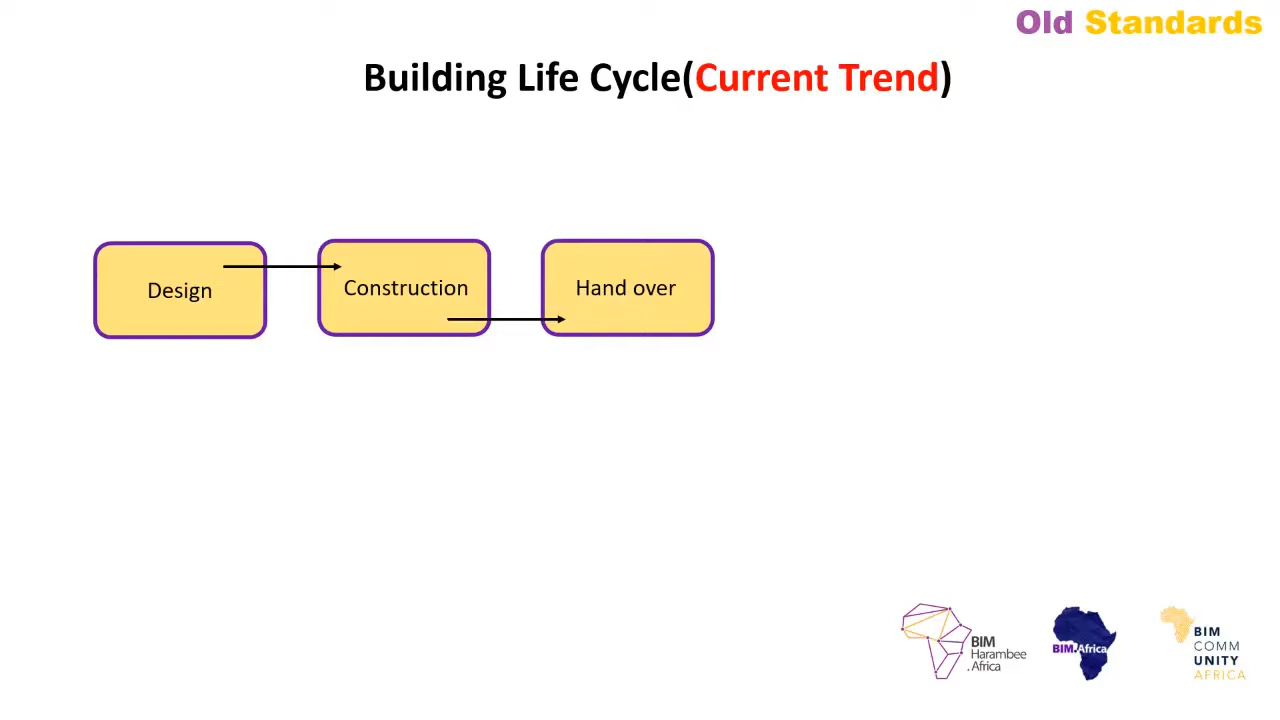 Old Standards
Building Life Cycle(Current Trend)
Design
Construction
Hand over
BIM
Harambee
.Africa
BIM.Africa
BIM
COMM
UNITY
AFRICA